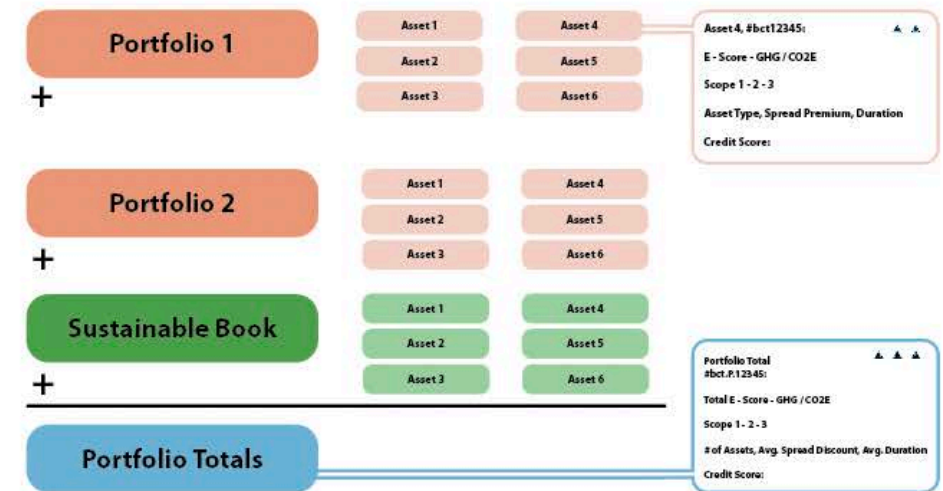 Portfolio 1
+
Asset 1
Asset 4
Asset 2
Asset 5
Asset 3
Asset 6
Asset 4, #bct12345:
E - Score - GHG / CO2E
Scope 1 - 2 - 3
Asset Type, Spread Premium, Duration
Credit Score:
Portfolio 2
+
Asset 1
Asset 4
Asset 2
Asset 5
Asset 3
Asset 6
Sustainable Book
+
Asset 1
Asset 4
Asset 2
Asset 5
Asset 3
Asset 6
Portfolio Totals
Portfolio Total
#bct.P.12345:
Total E - Score - GHG / CO2E
Scope 1 - 2 - 3
# of Assets, Avg. Spread Discount, Avg. Duration
Credit Score: